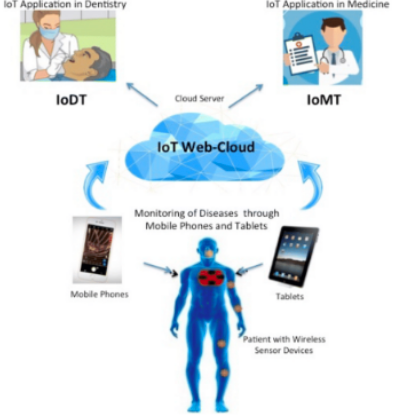 IoT Application in Dentistry
IoT Application in Medicine
IoDT
Cloud Server
IoMT
IoT Web-Cloud
Monitoring of Diseases through
Mobile Phones and Tablets
Mobile Phones
Tablets
Patient with Wireless
Sensor Devices